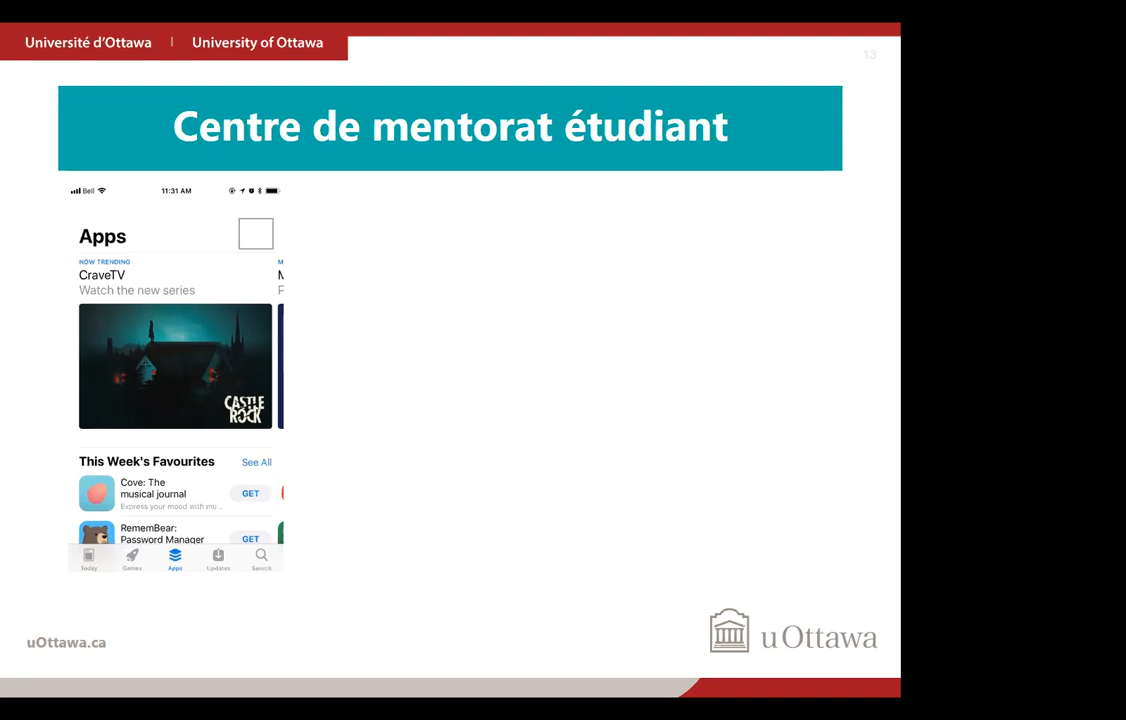 Université d'Ottawa | University of Ottawa
13
Centre de mentorat étudiant
Bell 11:31 AM
Apps
NOW TRENDING
M
CraveTV
Watch the new series
P
CASTLE
ROCK
This Week's Favourites See All
Cove: The
musical journal
GET
Express your mood with mu...
RememBear:
Password Manager
GET
Today Games Apps Updates Search
uOttawa.ca
uOttawa